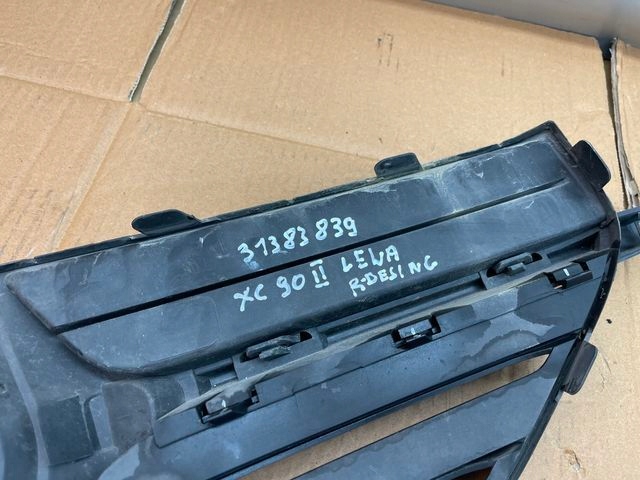 31383839
XC 90 II LEWA
R-DESING